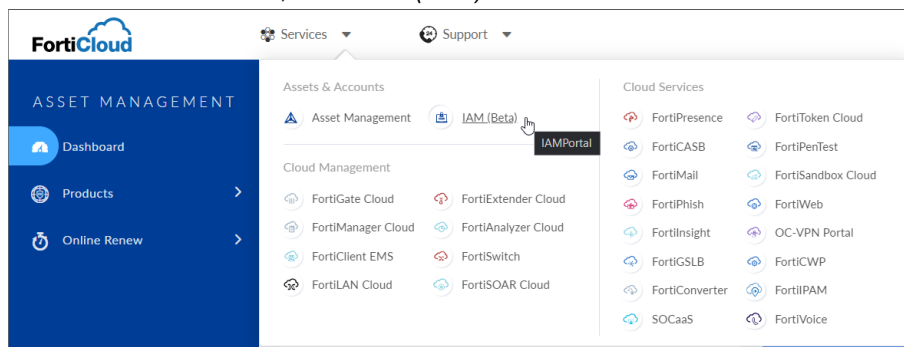 FortiCloud
Services
Support
ASSET MANAGEMENT
Dashboard
Products
Online Renew
Assets & Accounts
Asset Management
IAM (Beta)
IAMPortal
Cloud Management
FortiGate Cloud
FortiExtender Cloud
FortiManager Cloud
FortiAnalyzer Cloud
FortiClient EMS
FortiSwitch
FortiLAN Cloud
FortiSOAR Cloud
Cloud Services
FortiPresence
FortiToken Cloud
FortiCASB
FortiPenTest
FortiMail
FortiSandbox Cloud
FortiPhish
FortiWeb
FortiInsight
OC-VPN Portal
FortiGSLB
FortiCWP
FortiConverter
FortiIPAM
SOCaaS
FortiVoice